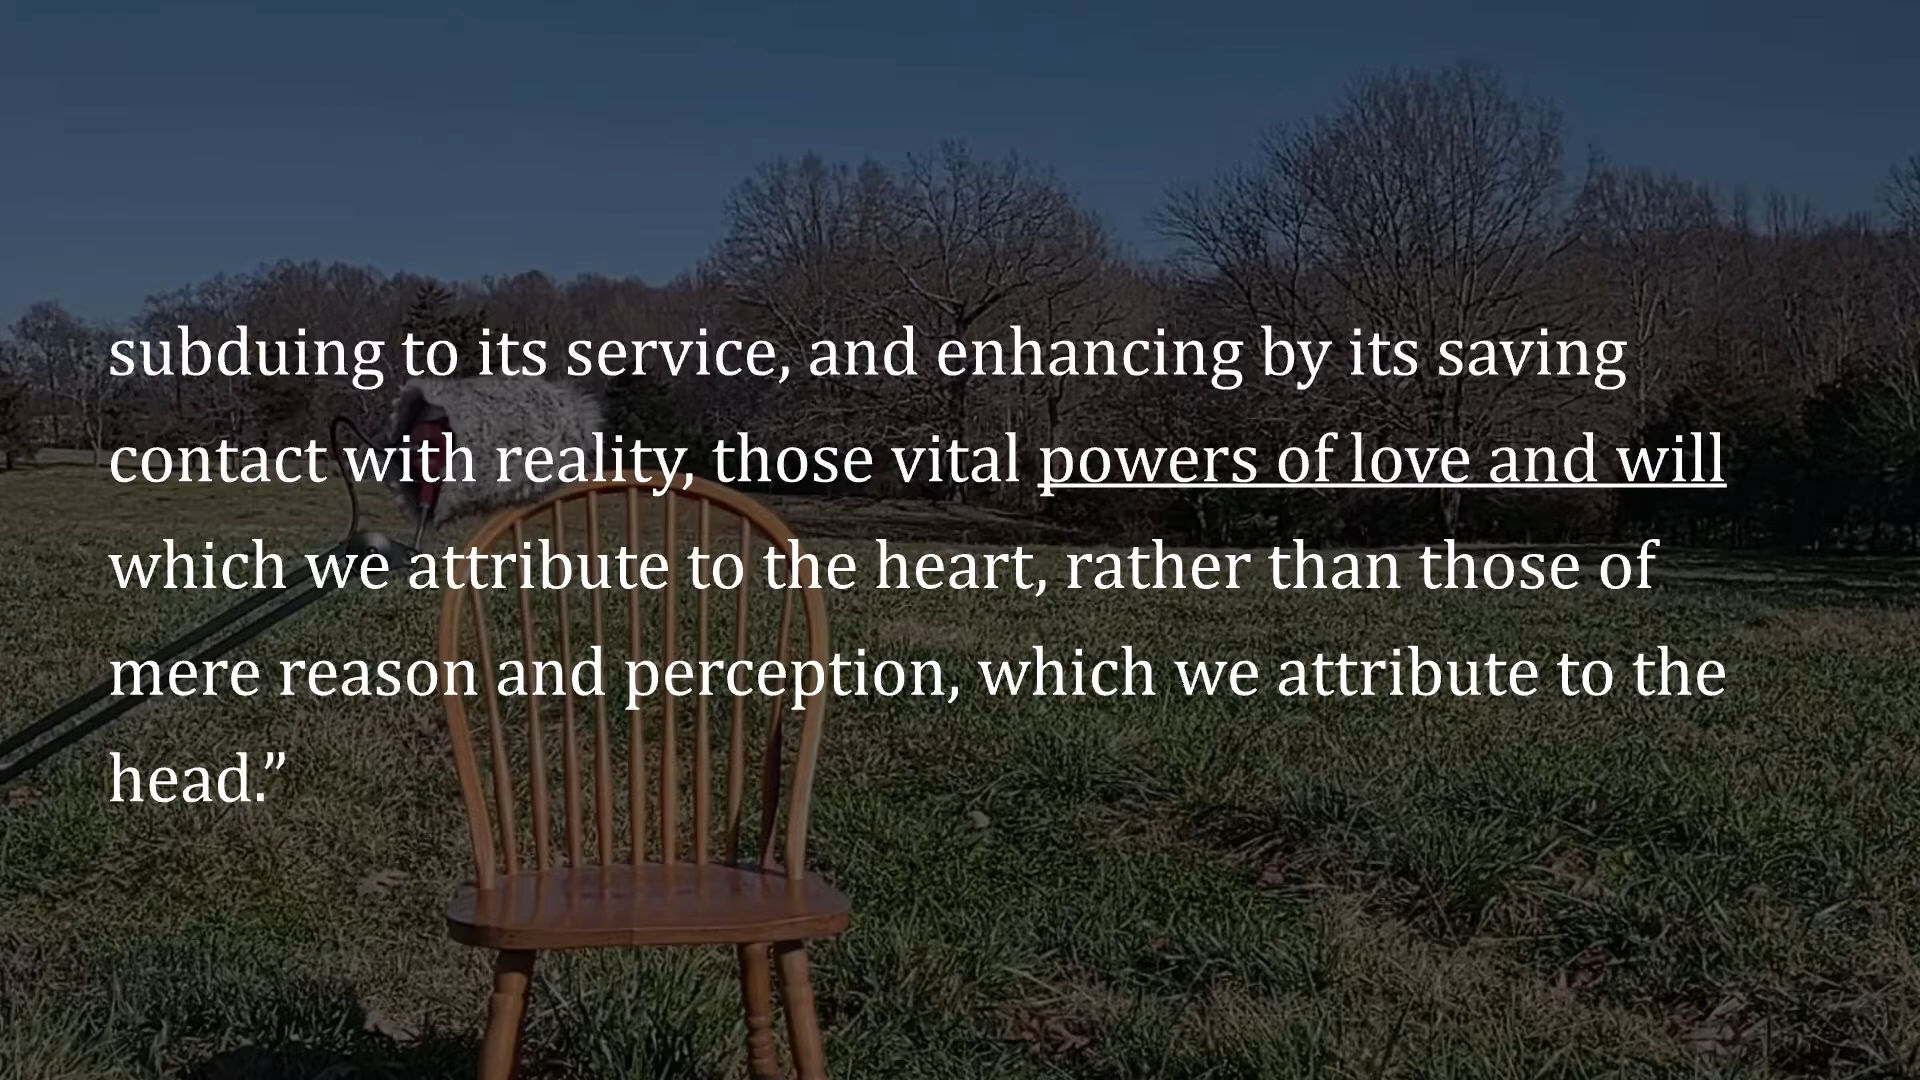 subduing to its service, and enhancing by its saving
contact with reality, those vital powers of love and will
which we attribute to the heart, rather than those of
mere reason and perception, which we attribute to the
head.”